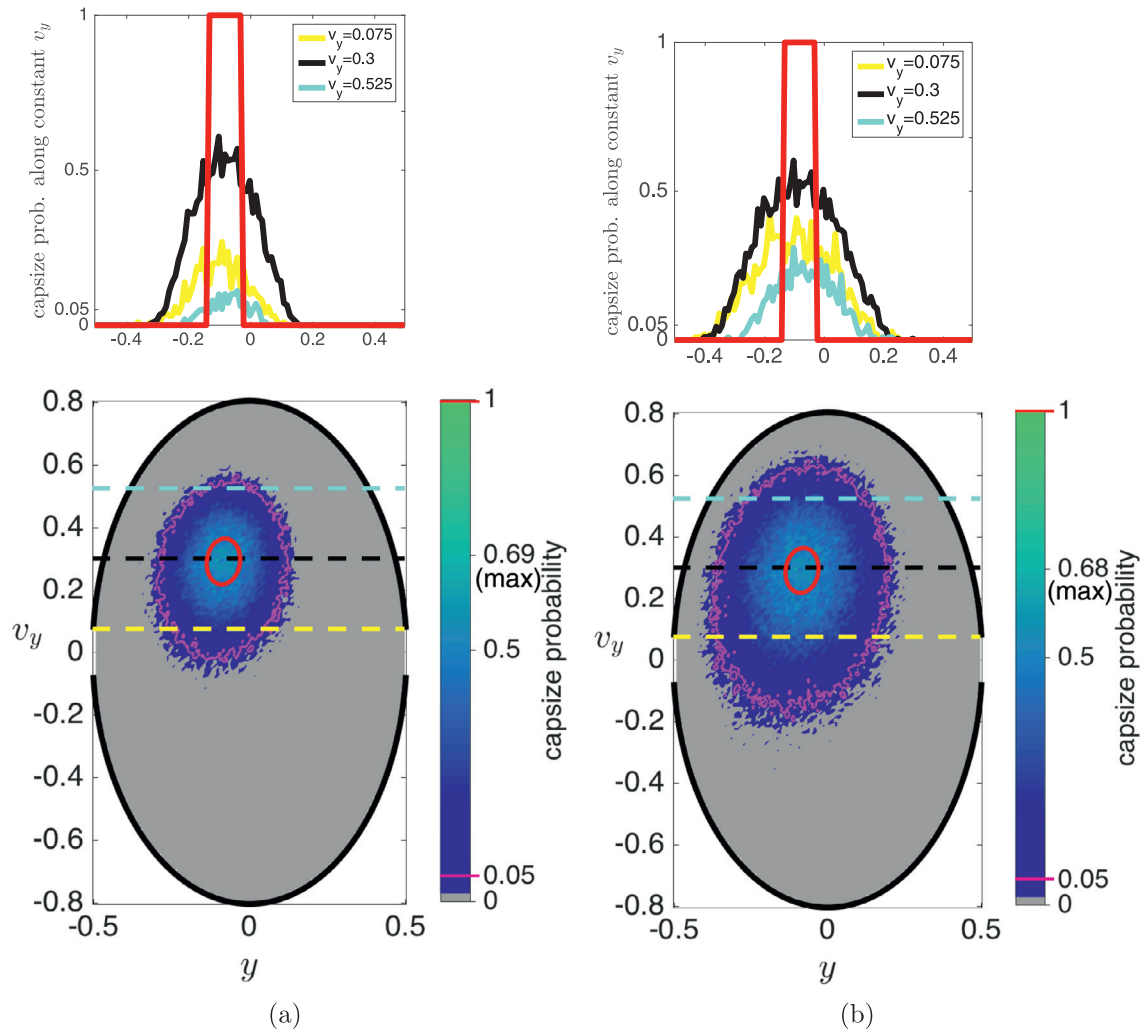 capsize prob. along constant v_y
1
0.5
0.05
0
-0.4 -0.2 0 0.2 0.4
v_y=0.075
v_y=0.3
v_y=0.525
capsize prob. along constant v_y
1
0.5
0.05
0
-0.4 -0.2 0 0.2 0.4
v_y=0.075
v_y=0.3
v_y=0.525
v_y
0.8
0.6
0.4
0.2
0
-0.2
-0.4
-0.6
-0.8
-0.5 0 0.5
y
1
0.69
(max)
0.5
0.05
0
capsize probability
(a)
v_y
0.8
0.6
0.4
0.2
0
-0.2
-0.4
-0.6
-0.8
-0.5 0 0.5
y
1
0.68
(max)
0.5
0.05
0
capsize probability
(b)